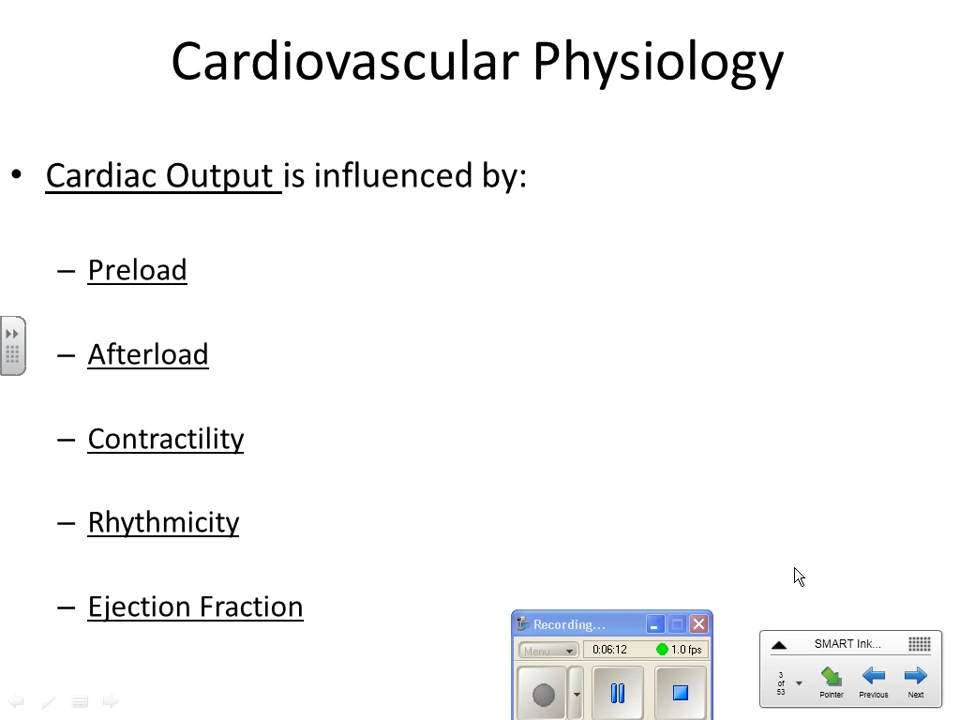 Cardiovascular Physiology
• Cardiac Output is influenced by:
– Preload
– Afterload
– Contractility
– Rhythmicity
– Ejection Fraction
Recording...
Menu
0:06:12
1.0 fps
SMART Ink...
3
of
53
Pointer
Previous
Next